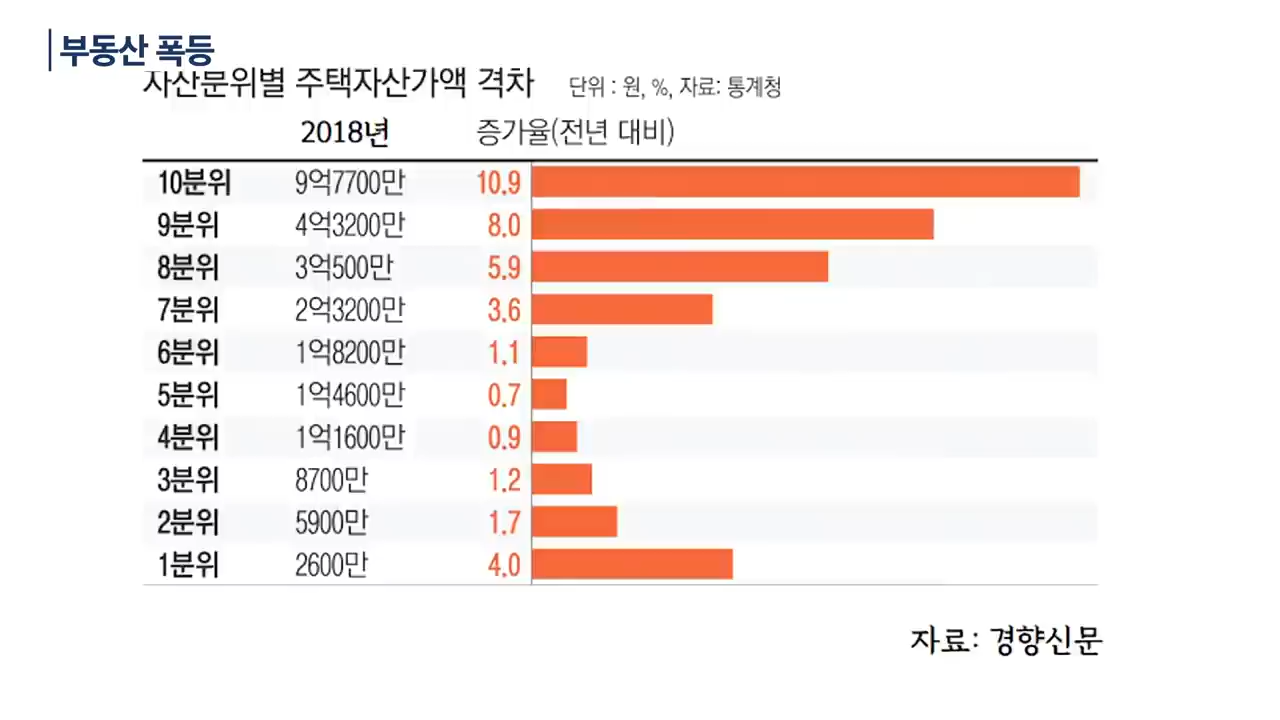 부동산 폭등
자산분위별 주택자산가액 격차 단위 : 원, %, 자료: 통계청
2018년 증가율(전년 대비)
10분위 9억7700만 10.9
9분위 4억3200만 8.0
8분위 3억500만 5.9
7분위 2억3200만 3.6
6분위 1억8200만 1.1
5분위 1억4600만 0.7
4분위 1억1600만 0.9
3분위 8700만 1.2
2분위 5900만 1.7
1분위 2600만 4.0
자료: 경향신문